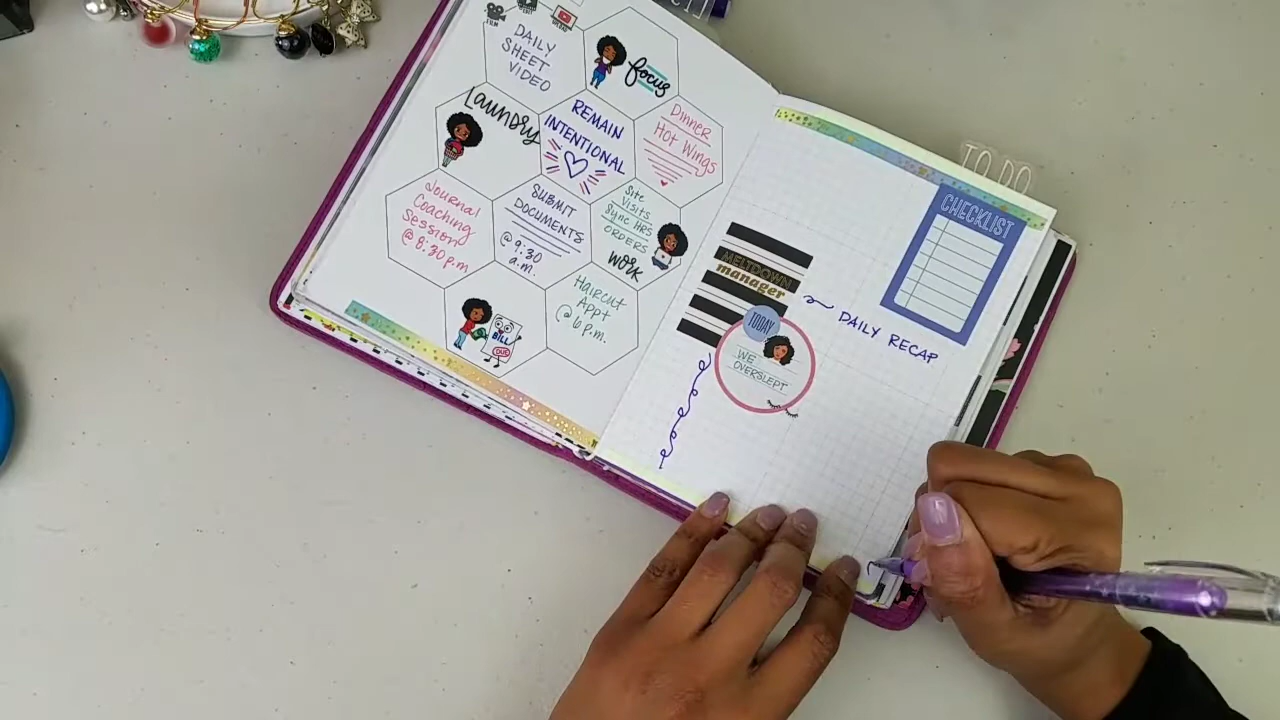 FILM
DAILY
SHEET
VIDEO
focus
Laundry
REMAIN
INTENTIONAL
Dinner
Hot Wings
Journal
Coaching
Session
@ 8:30 p.m
SUBMIT
DOCUMENTS
@ 9:30
a.m.
Site
Visits
Sync HRS
ORDERS
WORK
BILL
DUE
Haircut
Appt
@ 6 p.m.
TO DO
CHECKLIST
MELTDOWN
manager
DAILY RECAP
TODAY
WE
OVERSLEPT